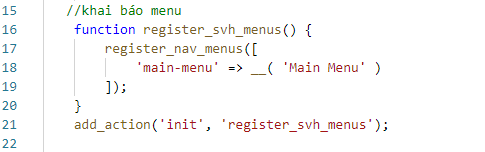 15 //khai báo menu
16 function register_svh_menus() {
17 register_nav_menus([
18 'main-menu' => __( 'Main Menu' )
19 ]);
20 }
21 add_action('init', 'register_svh_menus');
22